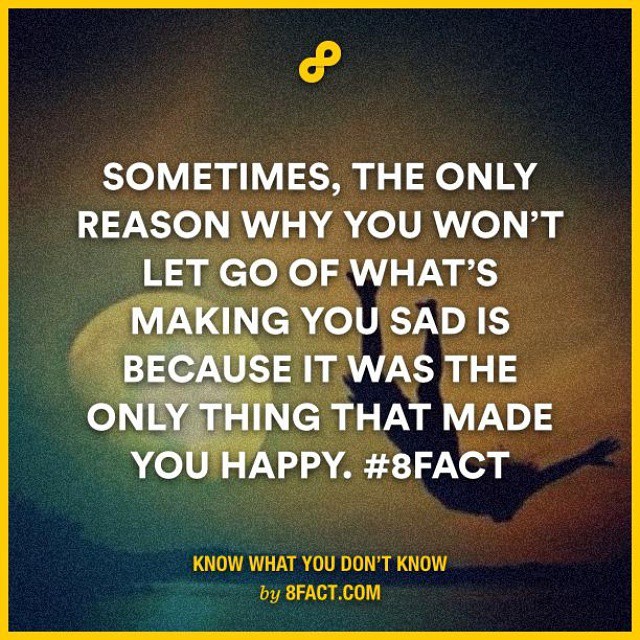 SOMETIMES, THE ONLY
REASON WHY YOU WON’T
LET GO OF WHAT’S
MAKING YOU SAD IS
BECAUSE IT WAS THE
ONLY THING THAT MADE
YOU HAPPY. #8FACT
KNOW WHAT YOU DON’T KNOW
by 8FACT.COM